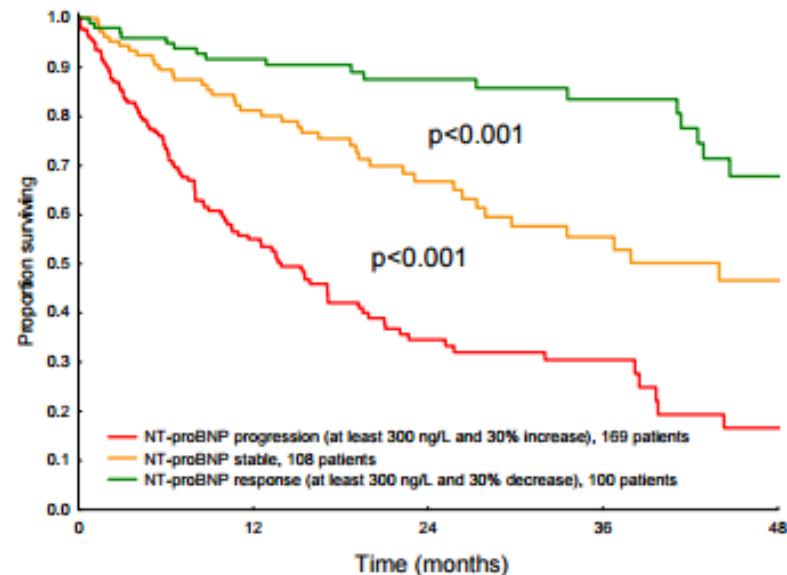 1.0
0.9
0.8
0.7
0.6
0.5
0.4
0.3
0.2
0.1
0.0
Proportion surviving
p<0.001
p<0.001
NT-proBNP progression (at least 300 ng/L and 30% increase), 169 patients
NT-proBNP stable, 108 patients
NT-proBNP response (at least 300 ng/L and 30% decrease), 100 patients
0 12 24 36 48
Time (months)